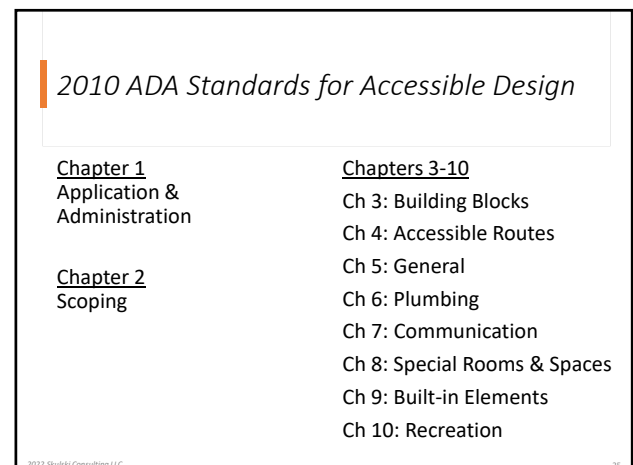 2010 ADA Standards for Accessible Design
Chapter 1
Application &
Administration
Chapter 2
Scoping
Chapters 3-10
Ch 3: Building Blocks
Ch 4: Accessible Routes
Ch 5: General
Ch 6: Plumbing
Ch 7: Communication
Ch 8: Special Rooms & Spaces
Ch 9: Built-in Elements
Ch 10: Recreation
2022 Skulski Consulting LLC